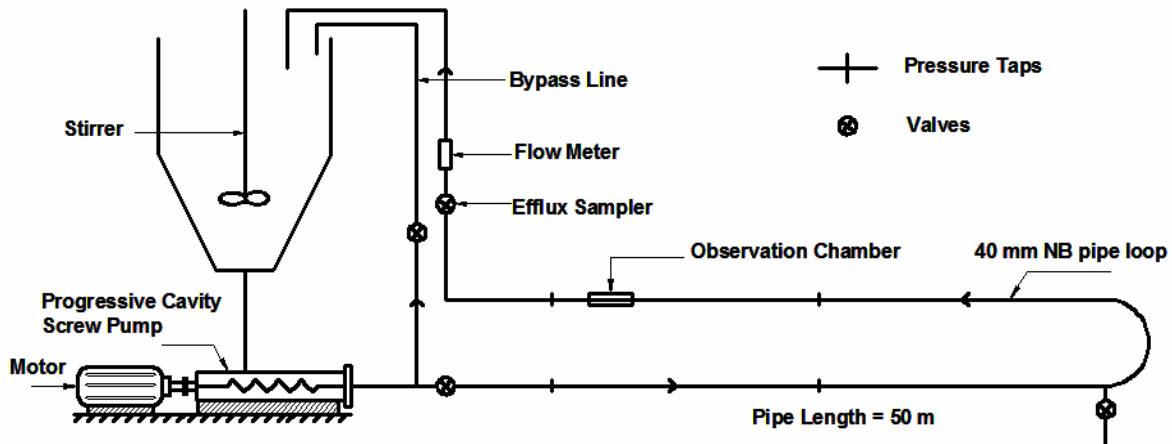 Pressure Taps
Bypass Line
Stirrer
Valves
Flow Meter
Efflux Sampler
Observation Chamber
40 mm NB pipe loop
Progressive Cavity
Screw Pump
Motor
Pipe Length = 50 m